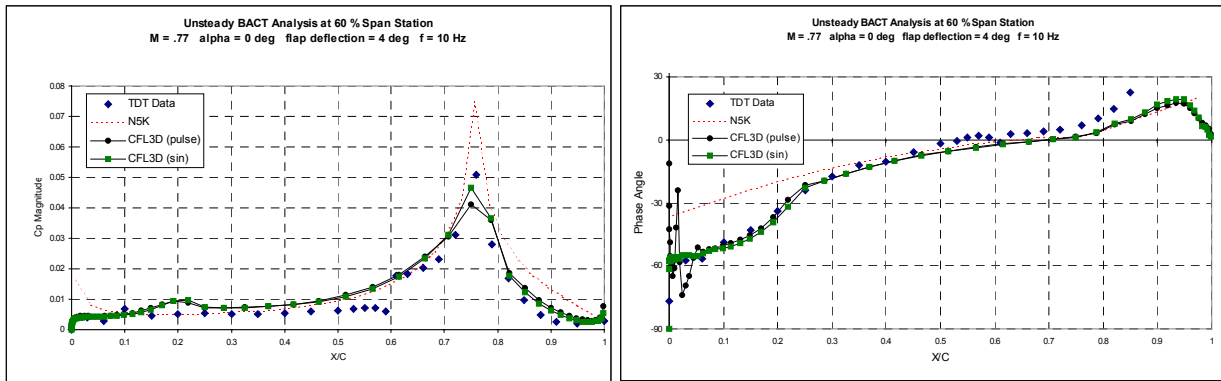 Unsteady BACT Analysis at 60 % Span Station
M = .77 alpha = 0 deg flap deflection = 4 deg f = 10 Hz
0.08
0.07
0.06
0.05
0.04
0.03
0.02
0.01
0
Cp Magnitude
TDT Data
N5K
CFL3D (pulse)
CFL3D (sin)
0 0.1 0.2 0.3 0.4 0.5 0.6 0.7 0.8 0.9 1
X/C
Unsteady BACT Analysis at 60 % Span Station
M = .77 alpha = 0 deg flap deflection = 4 deg f = 10 Hz
30
0
-30
-60
-90
Phase Angle
TDT Data
N5K
CFL3D (pulse)
CFL3D (sin)
0 0.1 0.2 0.3 0.4 0.5 0.6 0.7 0.8 0.9 1
X/C